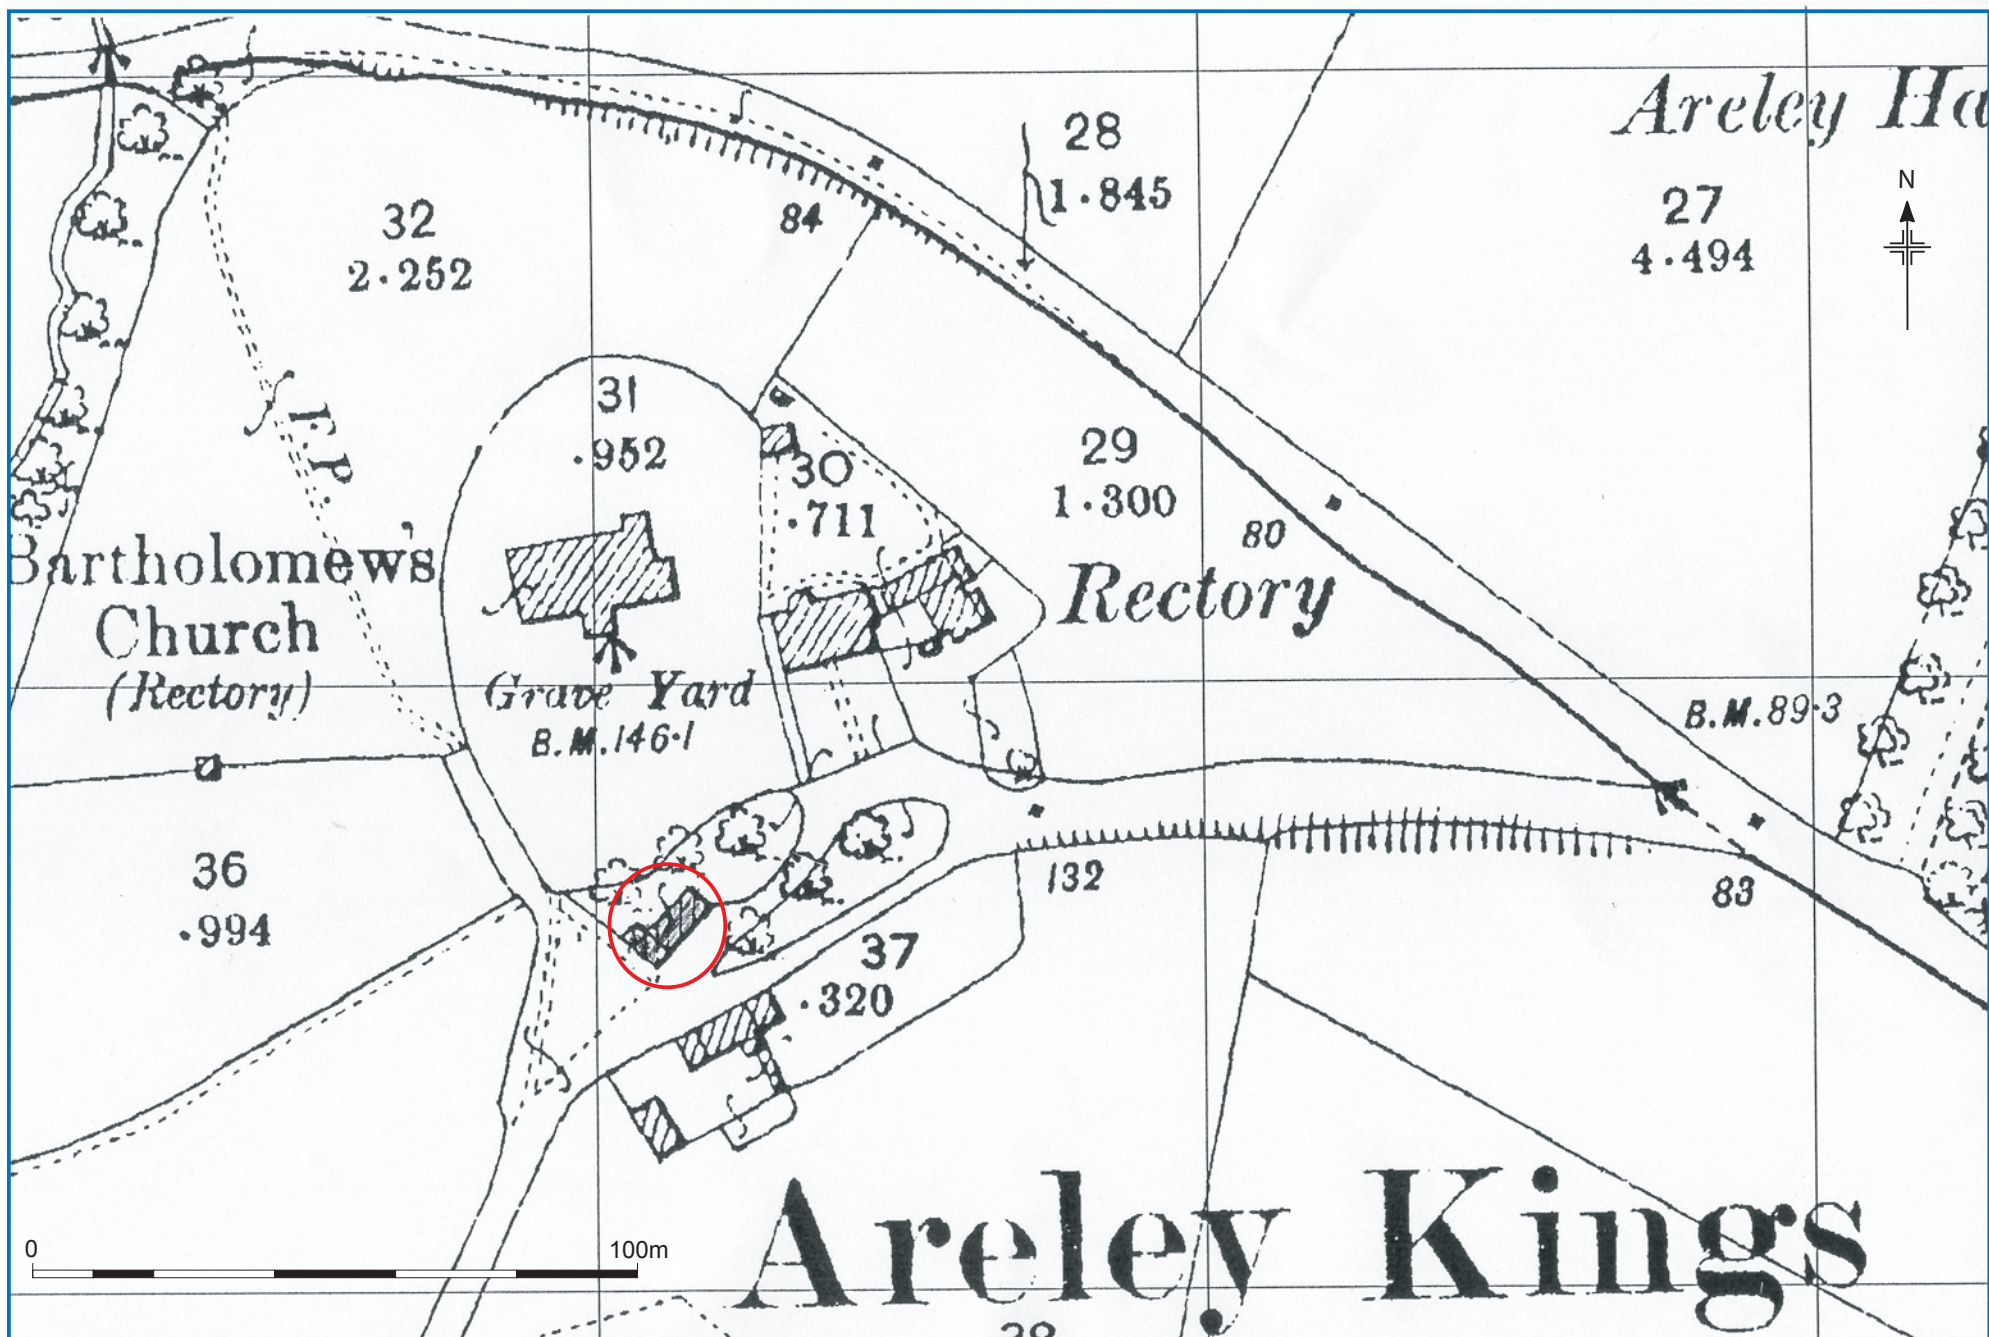 Areley Ha
N
28
1.845
27
4.494
32
2.252
84
31
.952
F.P.
30
.711
29
1.300
80
Bartholomew's
Church
(Rectory)
Rectory
Grave Yard
B.M.146.1
B.M.89.3
36
.994
132
83
37
.320
Areley Kings
0
100m
38